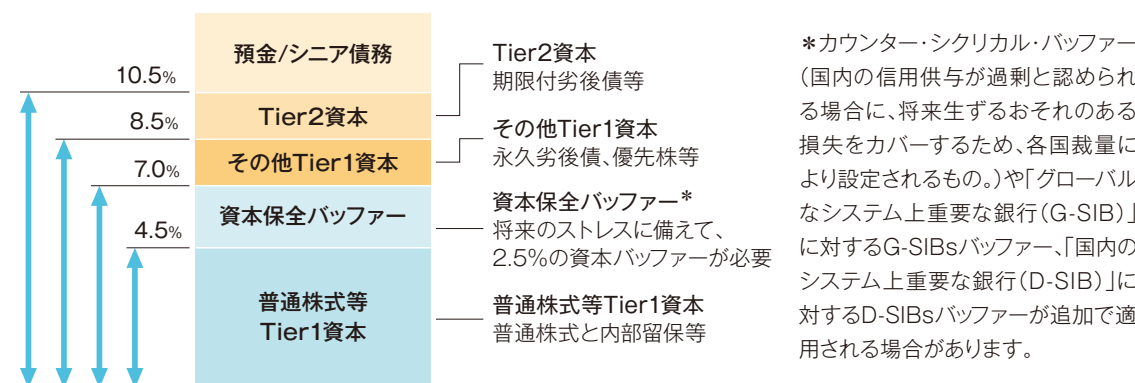 10.5%
8.5%
7.0%
4.5%
預金/シニア債務
Tier2資本
その他Tier1資本
資本保全バッファー
普通株式等
Tier1資本
Tier2資本
期限付劣後債等
その他Tier1資本
永久劣後債、優先株等
資本保全バッファー*
将来のストレスに備えて、
2.5%の資本バッファーが必要
普通株式等Tier1資本
普通株式と内部留保等
*カウンター・シクリカル・バッファー
(国内の信用供与が過剰と認められ
る場合に、将来生ずるおそれのある
損失をカバーするため、各国裁量に
より設定されるもの。)や「グローバル
なシステム上重要な銀行(G-SIB)」
に対するG-SIBsバッファー、「国内の
システム上重要な銀行(D-SIB)」に
対するD-SIBsバッファーが追加で適
用される場合があります。